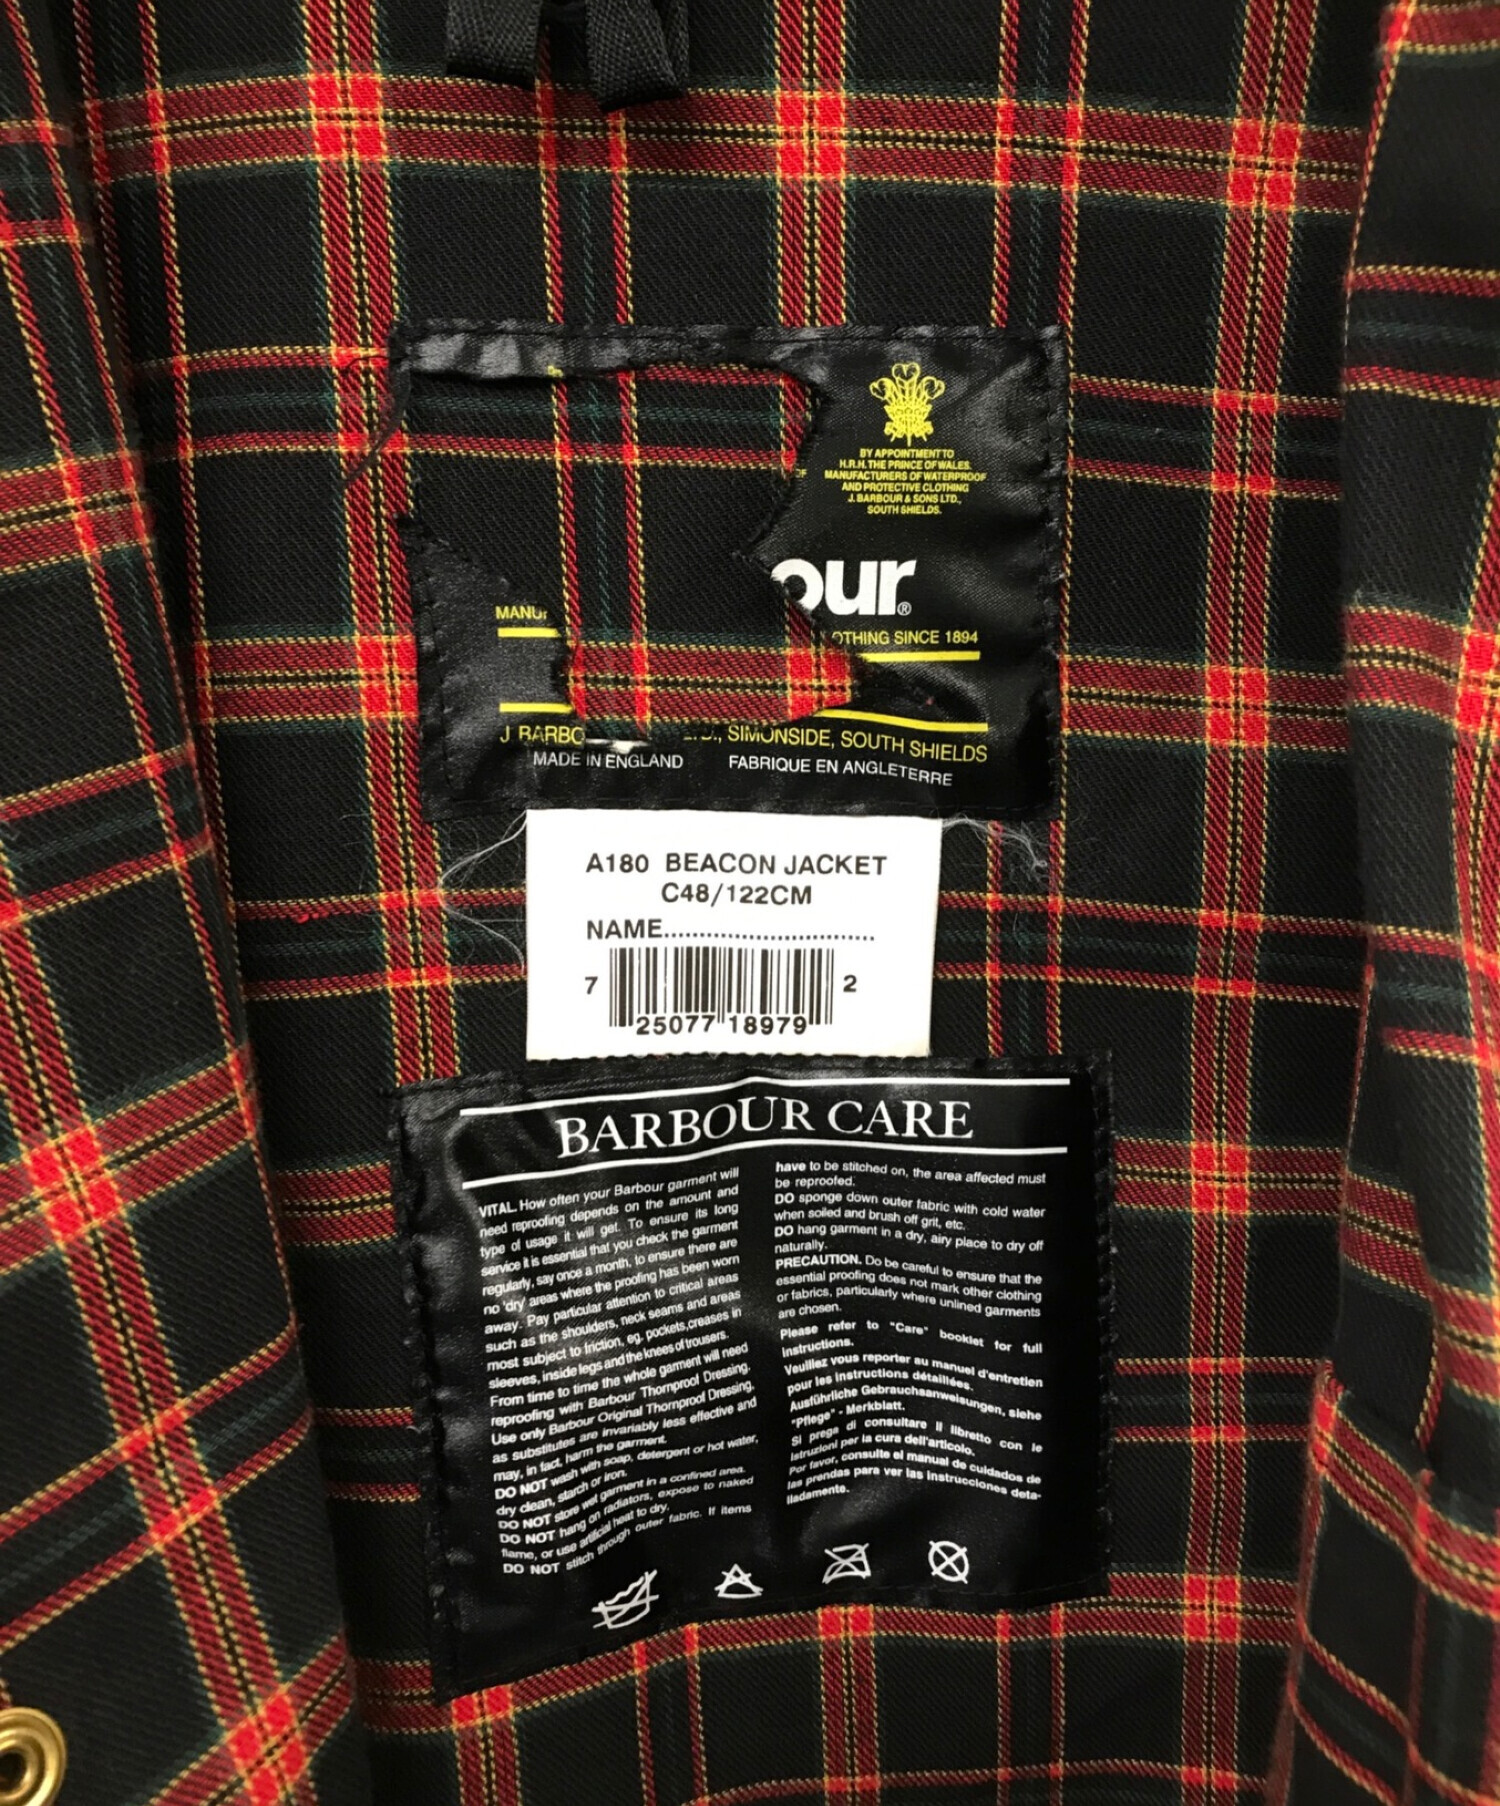 BY APPOINTMENT TO
H.R.H. THE PRINCE OF WALES.
OF
MANUFACTURERS OF WATERPROOF
AND PROTECTIVE CLOTHING
J. BARBOUR & SONS LTD.,
SOUTH SHIELDS.
our®
MANU
OTHING SINCE 1894
J. BARBO
SIMONSIDE, SOUTH SHIELDS
MADE IN ENGLAND FABRIQUE EN ANGLETERRE
A180 BEACON JACKET
C48/122CM
NAME..............................
7 25077 18979 2
BARBOUR CARE
VITAL. How often your Barbour garment will
need reproofing depends on the amount and
type of usage it will get. To ensure its long
service it is essential that you check the garment
regularly, say once a month, to ensure there are
no 'dry' areas where the proofing has been worn
away. Pay particular attention to critical areas
such as the shoulders, neck seams and areas
most subject to friction, eg. pockets,creases in
sleeves, inside legs and the knees of trousers.
From time to time the whole garment will need
reproofing with Barbour Thornproof Dressing.
Use only Barbour Original Thornproof Dressing,
as substitutes are invariably less effective and
may, in fact, harm the garment.
DO NOT wash with soap, detergent or hot water,
dry clean, starch or iron.
DO NOT store wet garment in a confined area.
DO NOT hang on radiators, expose to naked
flame, or use artificial heat to dry.
DO NOT stitch through outer fabric. If items
have to be stitched on, the area affected must
be reproofed.
DO sponge down outer fabric with cold water
when soiled and brush off grit, etc.
DO hang garment in a dry, airy place to dry off
naturally.
PRECAUTION. Do be careful to ensure that the
essential proofing does not mark other clothing
or fabrics, particularly where unlined garments
are chosen.
Please refer to "Care" booklet for full
instructions.
Veuillez vous reporter au manuel d'entretien
pour les instructions détaillées.
Ausführliche Gebrauchsanweisungen, siehe
"Pflege" - Merkblatt.
Si prega di consultare il libretto con le
istruzioni per la cura dell'articolo.
Por favor, consulte el manual de cuidados de
las prendas para ver las instrucciones deta-
lladamente.